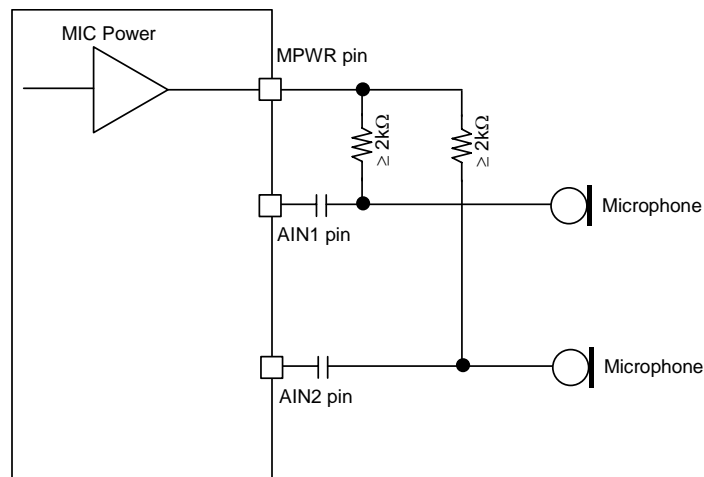 MIC Power
MPWR pin
≥ 2kΩ
≥ 2kΩ
AIN1 pin
Microphone
AIN2 pin
Microphone